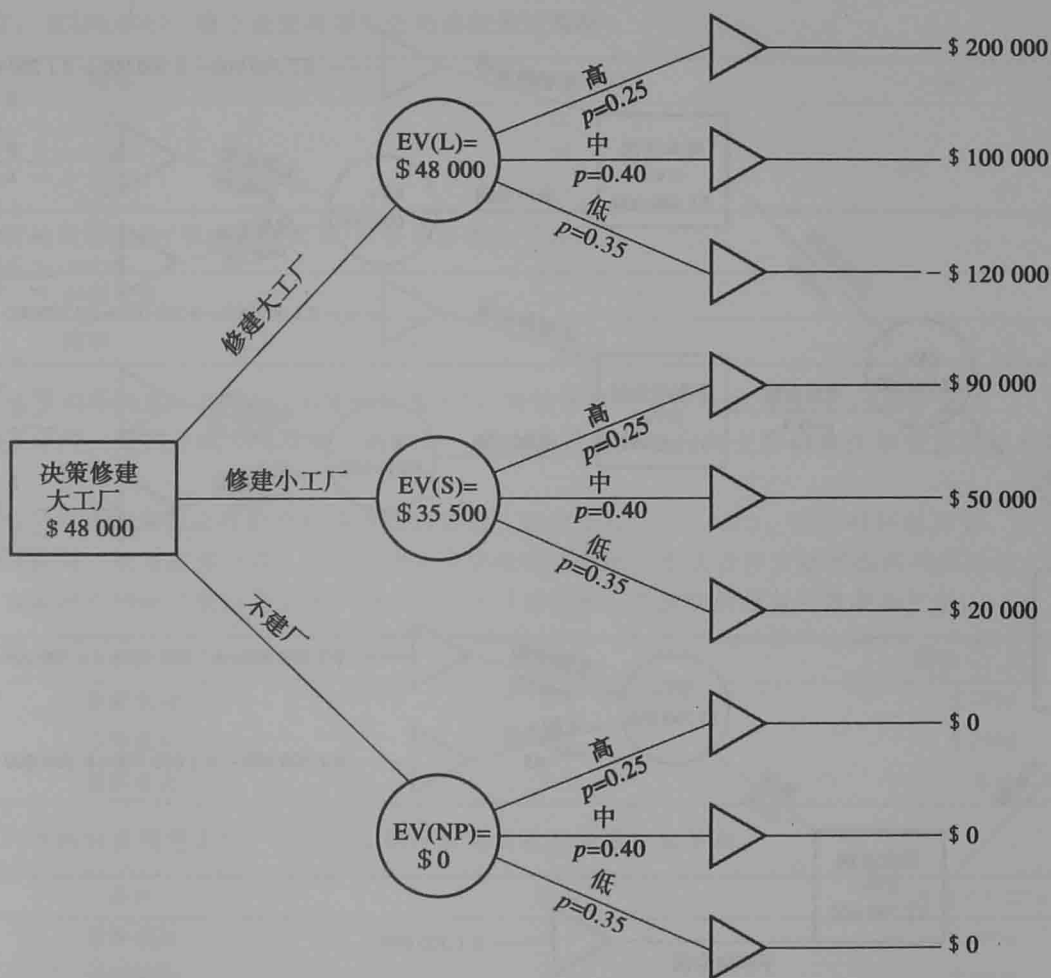 高
p=0.25
$ 200 000
EV(L)=
$ 48 000
中
p=0.40
$ 100 000
低
p=0.35
– $ 120 000
修建大工厂
高
p=0.25
$ 90 000
决策修建
大工厂
$ 48 000
修建小工厂
EV(S)=
$ 35 500
中
p=0.40
$ 50 000
低
p=0.35
– $ 20 000
不建厂
高
p=0.25
$ 0
EV(NP)=
$ 0
中
p=0.40
$ 0
低
p=0.35
$ 0